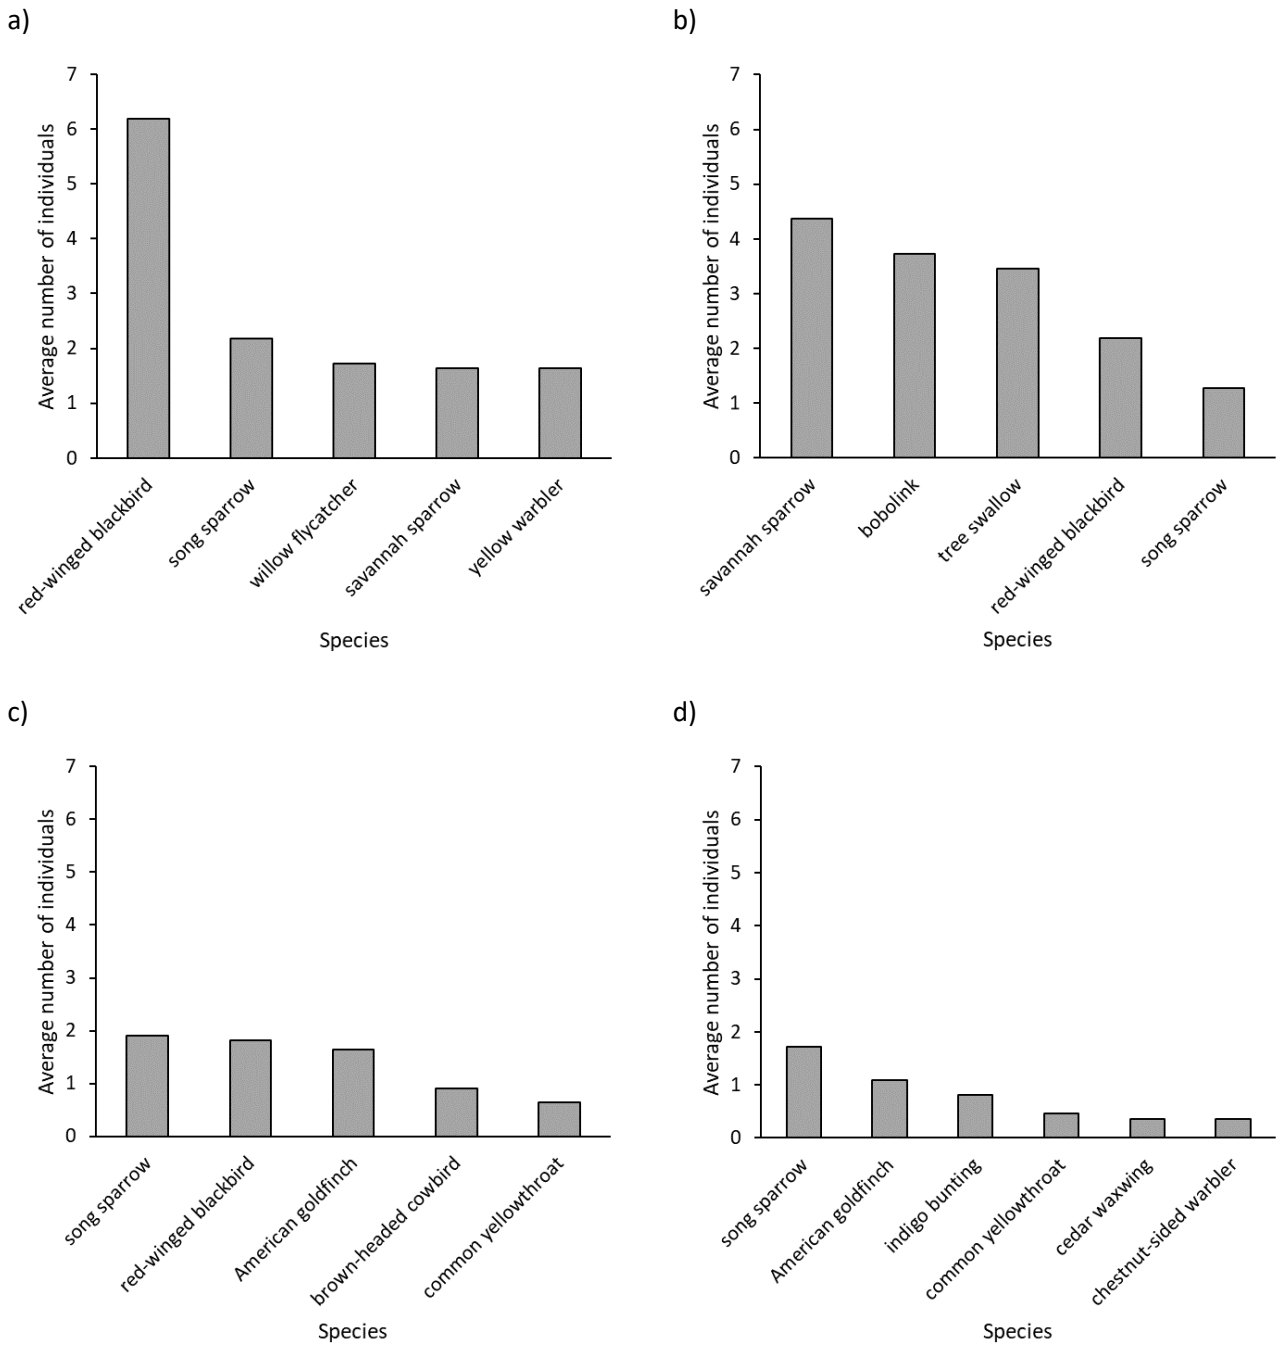 a)
7
6
5
4
3
2
1
0
Average number of individuals
red-winged blackbird
song sparrow
willow flycatcher
savannah sparrow
yellow warbler
Species
b)
7
6
5
4
3
2
1
0
Average number of individuals
savannah sparrow
bobolink
tree swallow
red-winged blackbird
song sparrow
Species
c)
7
6
5
4
3
2
1
0
Average number of individuals
song sparrow
red-winged blackbird
American goldfinch
brown-headed cowbird
common yellowthroat
Species
d)
7
6
5
4
3
2
1
0
Average number of individuals
song sparrow
American goldfinch
indigo bunting
common yellowthroat
cedar waxwing
chestnut-sided warbler
Species